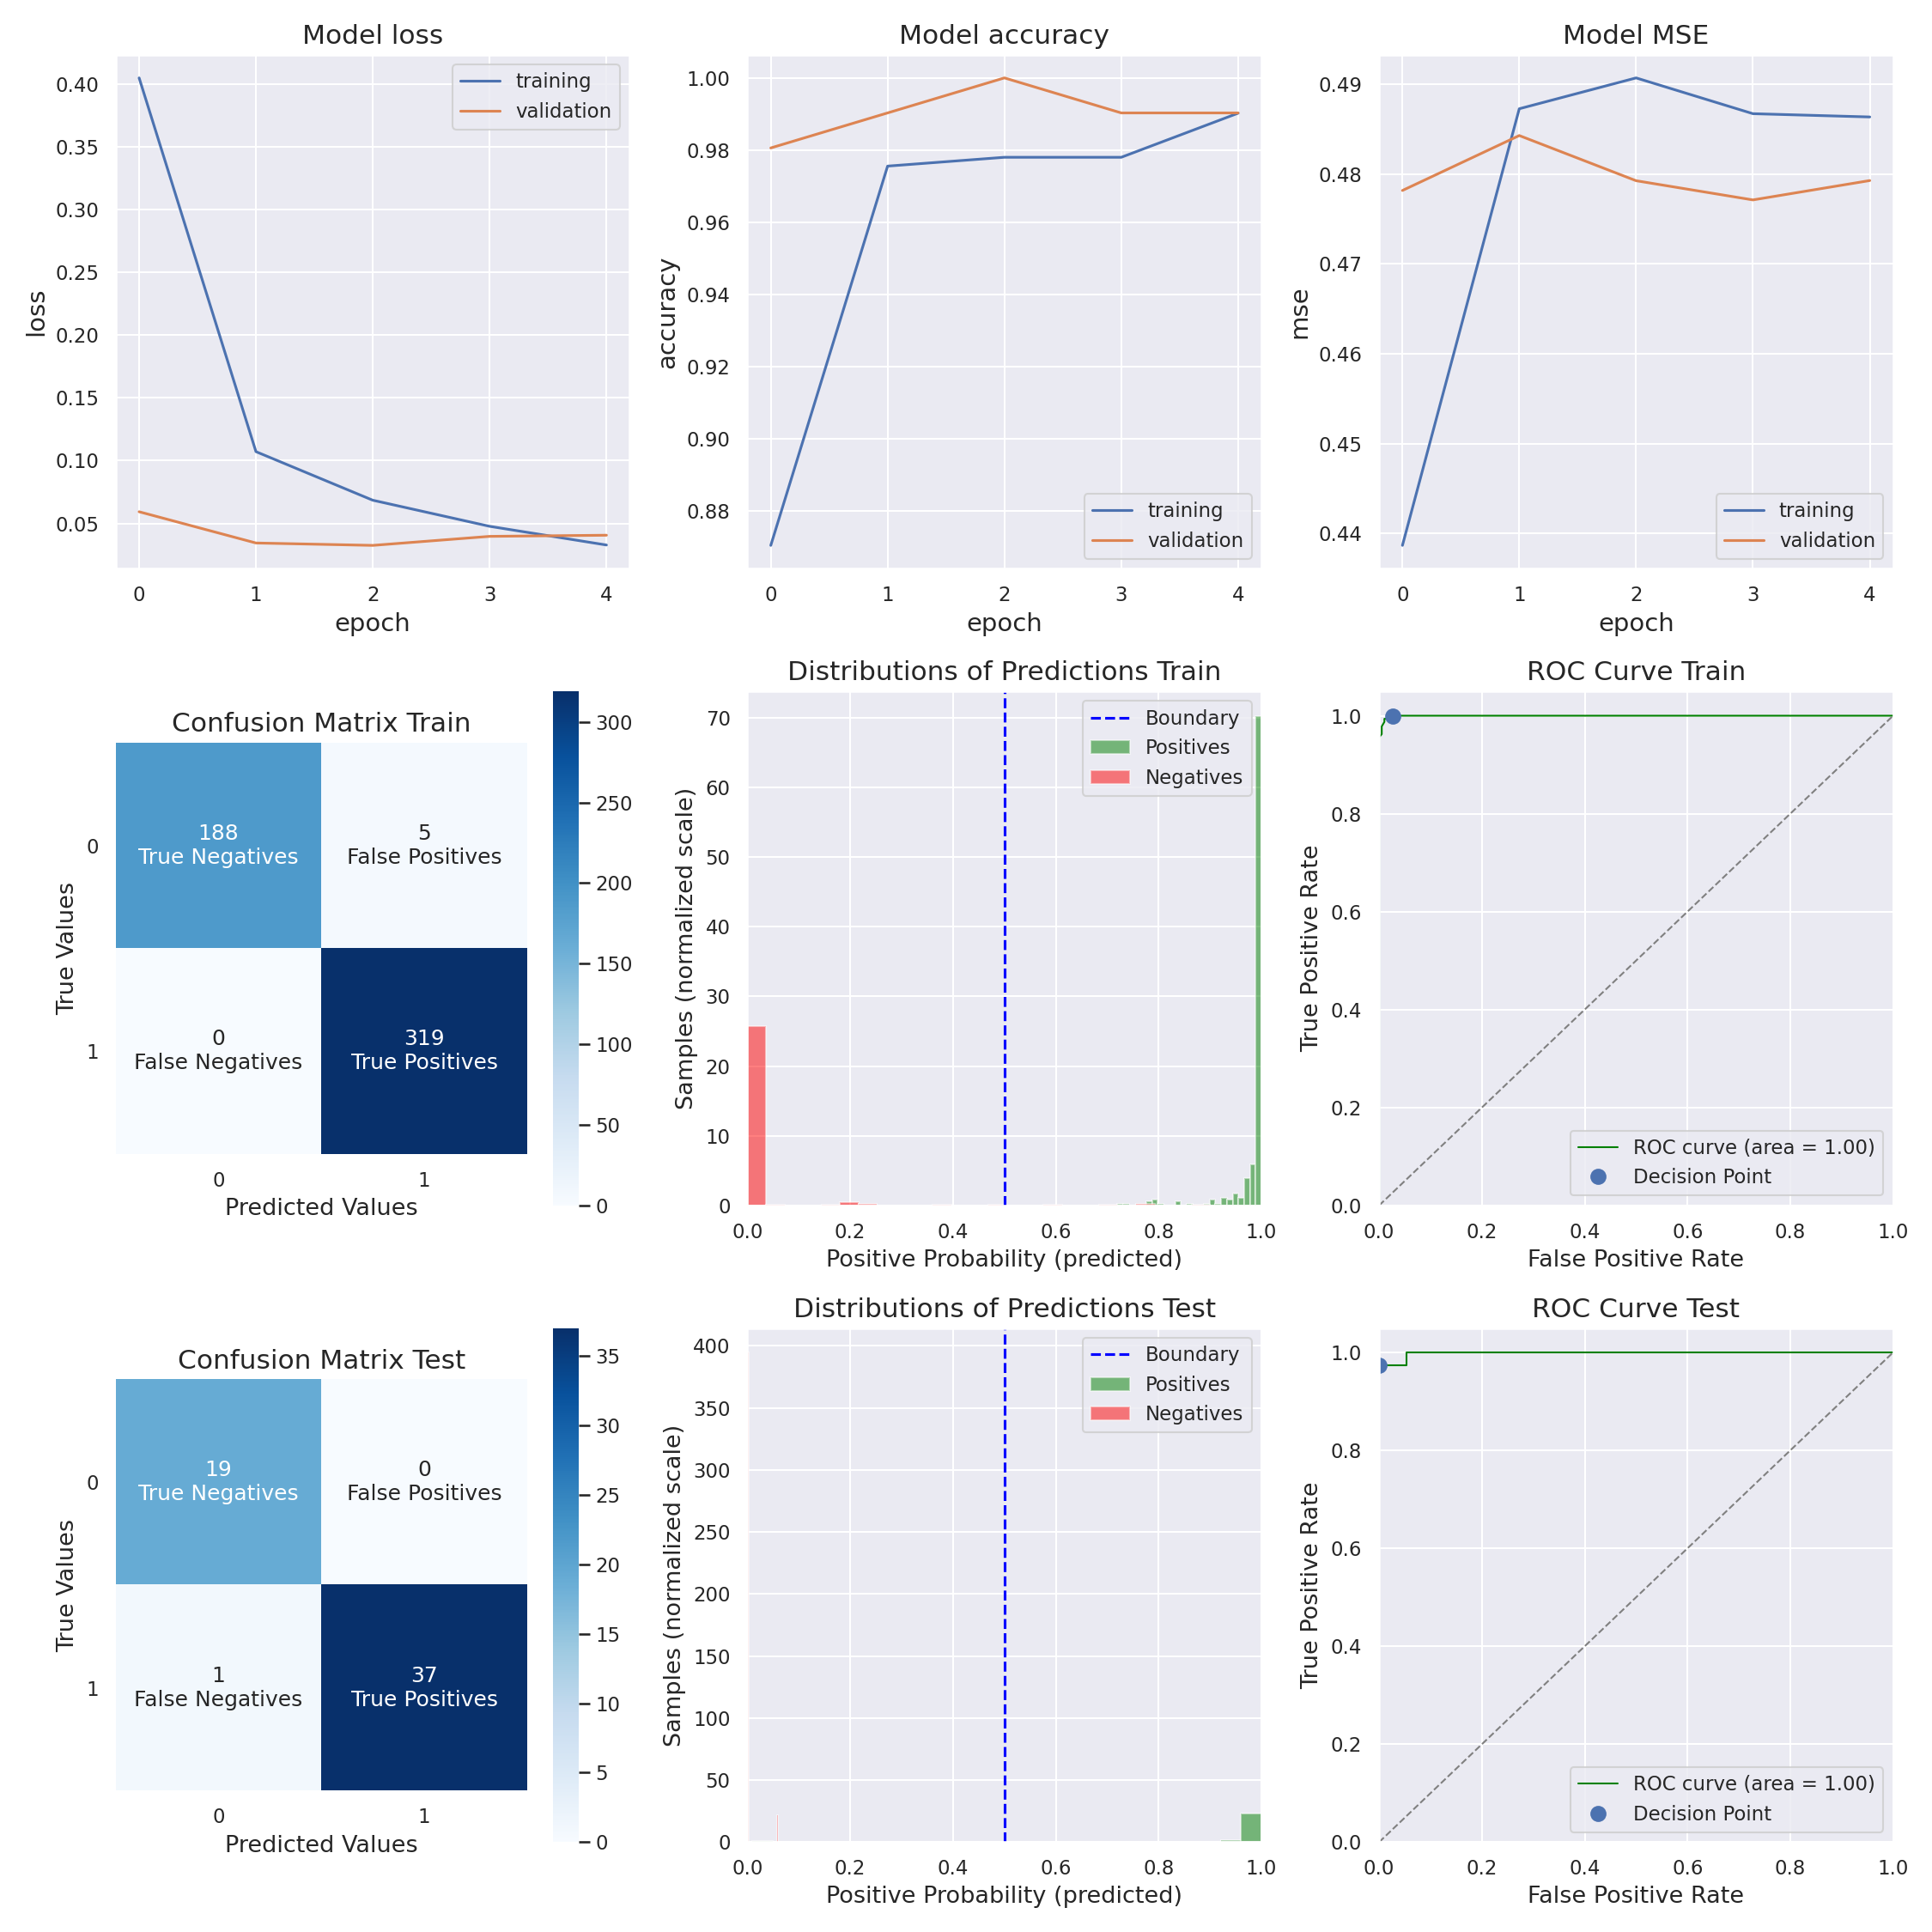 Model loss
0.40
0.35
0.30
0.25
0.20
0.15
0.10
0.05
loss
training
validation
0 1 2 3 4
epoch
Model accuracy
1.00
0.98
0.96
0.94
0.92
0.90
0.88
accuracy
training
validation
0 1 2 3 4
epoch
Model MSE
0.49
0.48
0.47
0.46
0.45
0.44
mse
training
validation
0 1 2 3 4
epoch
Confusion Matrix Train
True Values
0
1
188
True Negatives
5
False Positives
0
False Negatives
319
True Positives
0 1
Predicted Values
300
250
200
150
100
50
0
Distributions of Predictions Train
70
60
50
40
30
20
10
0
Samples (normalized scale)
Boundary
Positives
Negatives
0.0 0.2 0.4 0.6 0.8 1.0
Positive Probability (predicted)
ROC Curve Train
1.0
0.8
0.6
0.4
0.2
0.0
True Positive Rate
ROC curve (area = 1.00)
Decision Point
0.0 0.2 0.4 0.6 0.8 1.0
False Positive Rate
Confusion Matrix Test
True Values
0
1
19
True Negatives
0
False Positives
1
False Negatives
37
True Positives
0 1
Predicted Values
35
30
25
20
15
10
5
0
Distributions of Predictions Test
400
350
300
250
200
150
100
50
0
Samples (normalized scale)
Boundary
Positives
Negatives
0.0 0.2 0.4 0.6 0.8 1.0
Positive Probability (predicted)
ROC Curve Test
1.0
0.8
0.6
0.4
0.2
0.0
True Positive Rate
ROC curve (area = 1.00)
Decision Point
0.0 0.2 0.4 0.6 0.8 1.0
False Positive Rate